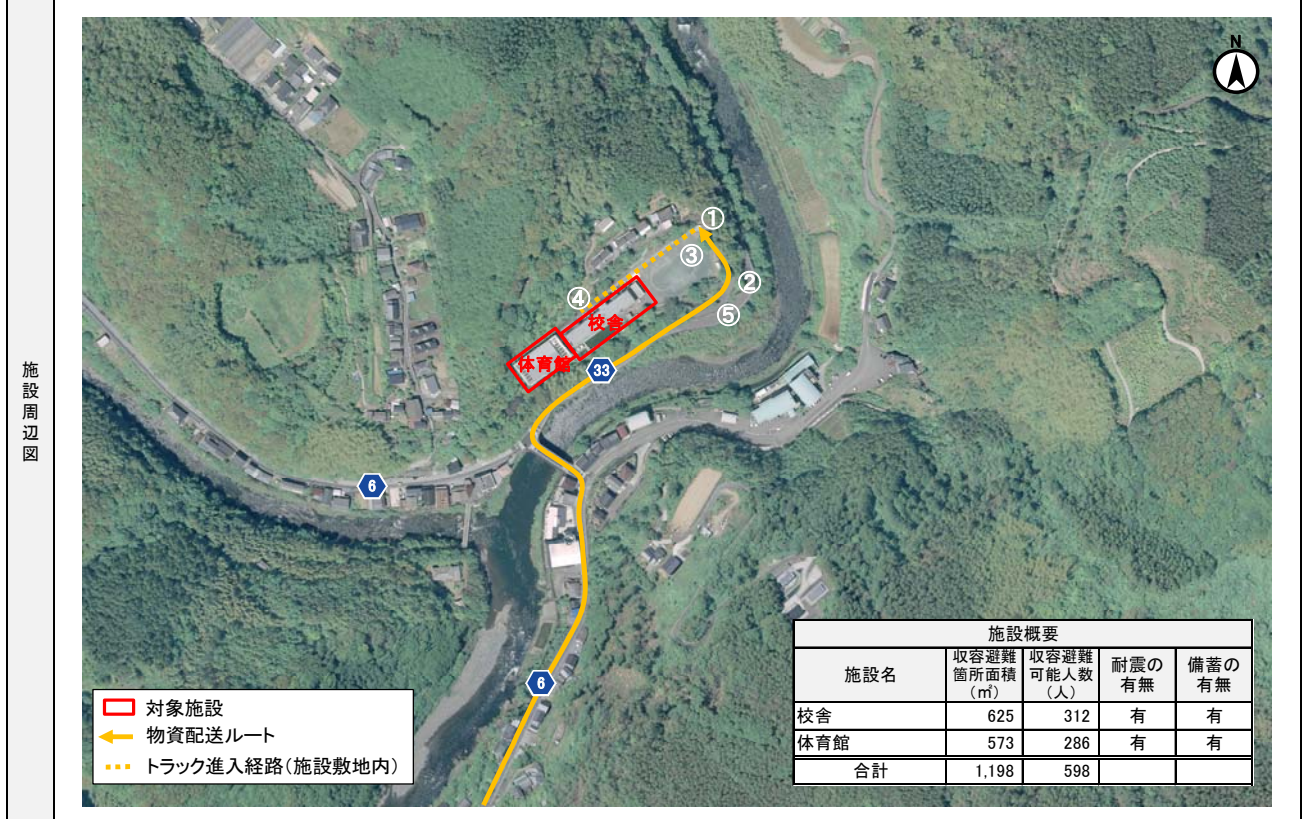 施設周辺図
N
①
③
②
④
⑤
校舎
体育館
33
6
6
対象施設
物資配送ルート
トラック進入経路(施設敷地内)
施設概要
施設名 収容避難箇所面積(㎡) 収容避難可能人数(人) 耐震の有無 備蓄の有無
校舎 625 312 有 有
体育館 573 286 有 有
合計 1,198 598